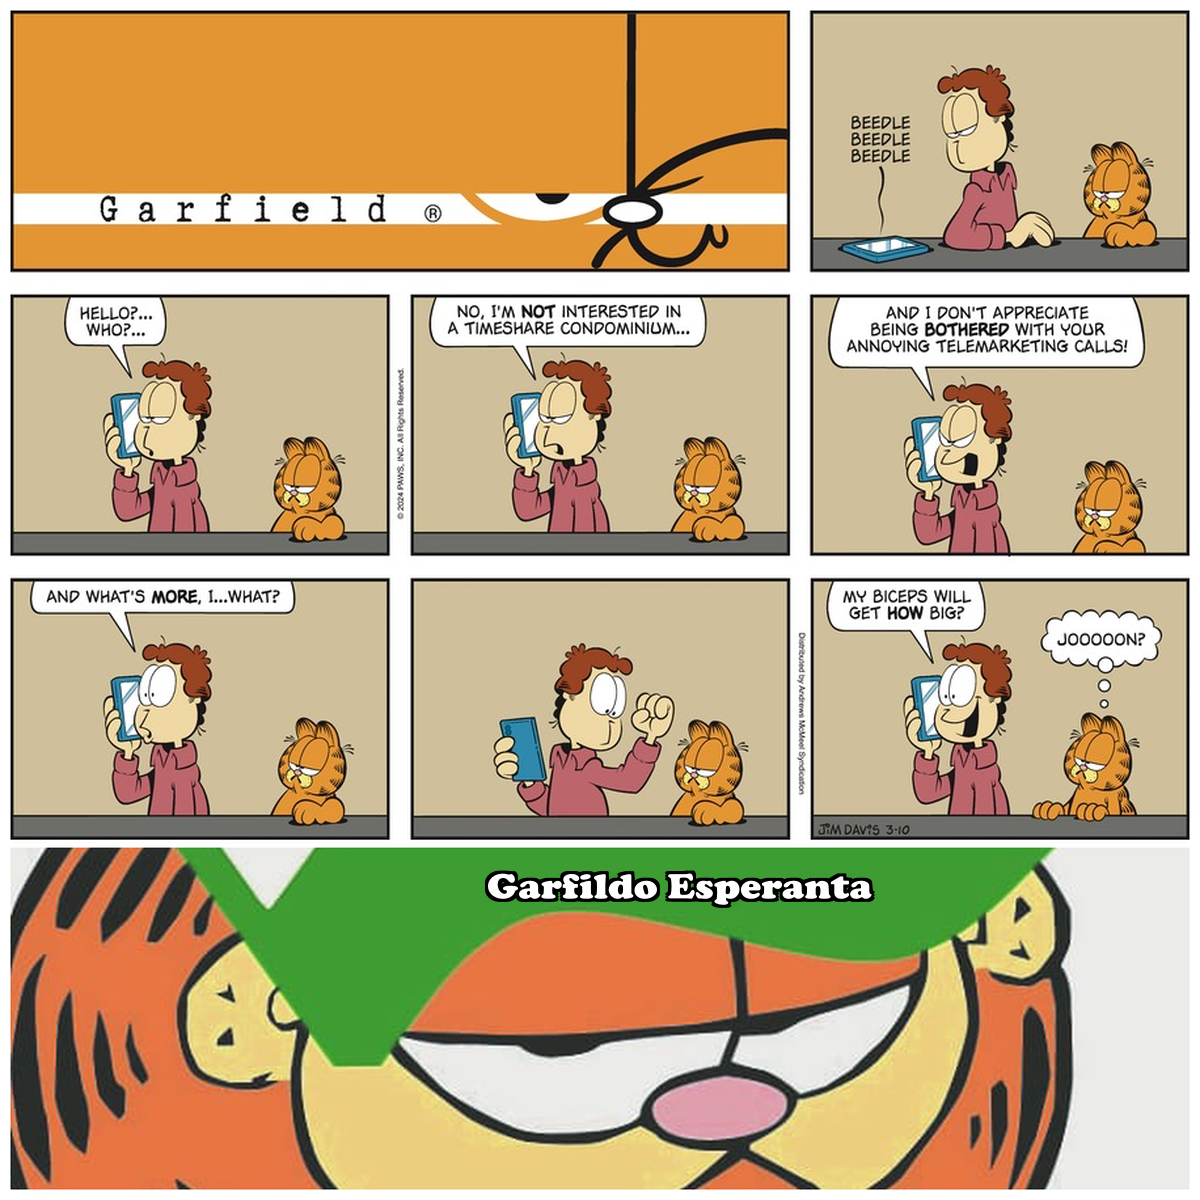 Garfield ®
BEEDLE
BEEDLE
BEEDLE
HELLO?...
WHO?...
© 2024 PAWS, INC. All Rights Reserved.
NO, I'M NOT INTERESTED IN
A TIMESHARE CONDOMINIUM...
AND I DON'T APPRECIATE
BEING BOTHERED WITH YOUR
ANNOYING TELEMARKETING CALLS!
AND WHAT'S MORE, I...WHAT?
Distributed by Andrews McMeel Syndication
MY BICEPS WILL
GET HOW BIG?
JOOOOON?
JIM DAVIS 3-10
Garfildo Esperanta